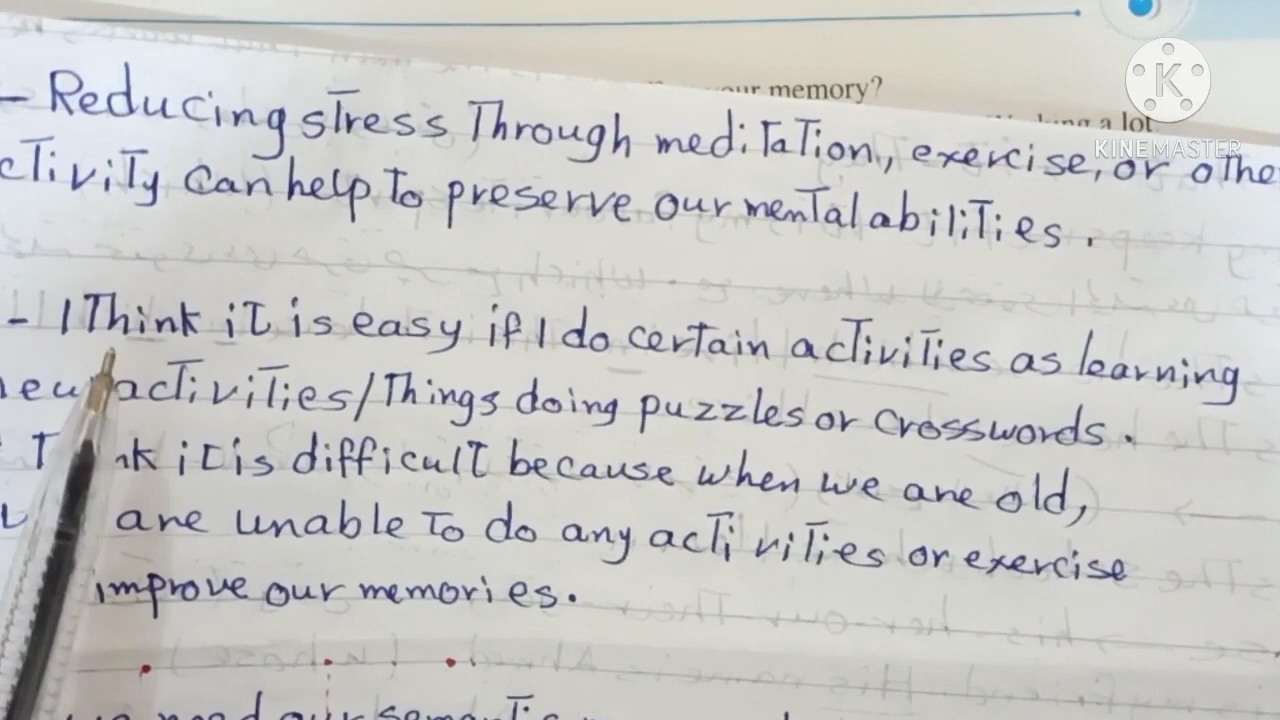 memory?
a lot
KINEMASTER
- Reducing stress Through meditation, exercise, or othe
ctivity can help to preserve our mental abilities.
- I Think it is easy if I do certain activities as learning
activities/Things doing puzzles or crosswords.
it is difficult because when we are old,
are unable to do any activities or exercise
improve our memories.
need our